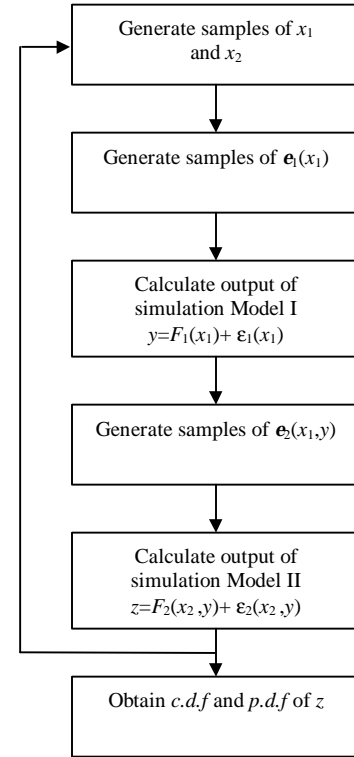 Generate samples of x₁
and x₂
Generate samples of e₁(x₁)
Calculate output of
simulation Model I
y=F₁(x₁)+ ε₁(x₁)
Generate samples of e₂(x₁,y)
Calculate output of
simulation Model II
z=F₂(x₂ ,y)+ ε₂(x₂ ,y)
Obtain c.d.f and p.d.f of z